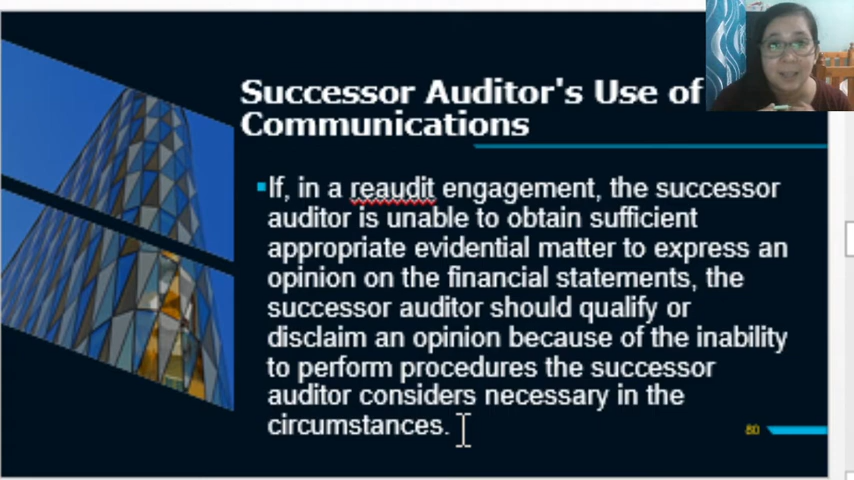 Successor Auditor's Use of
Communications
If, in a reaudit engagement, the successor
auditor is unable to obtain sufficient
appropriate evidential matter to express an
opinion on the financial statements, the
successor auditor should qualify or
disclaim an opinion because of the inability
to perform procedures the successor
auditor considers necessary in the
circumstances.
80